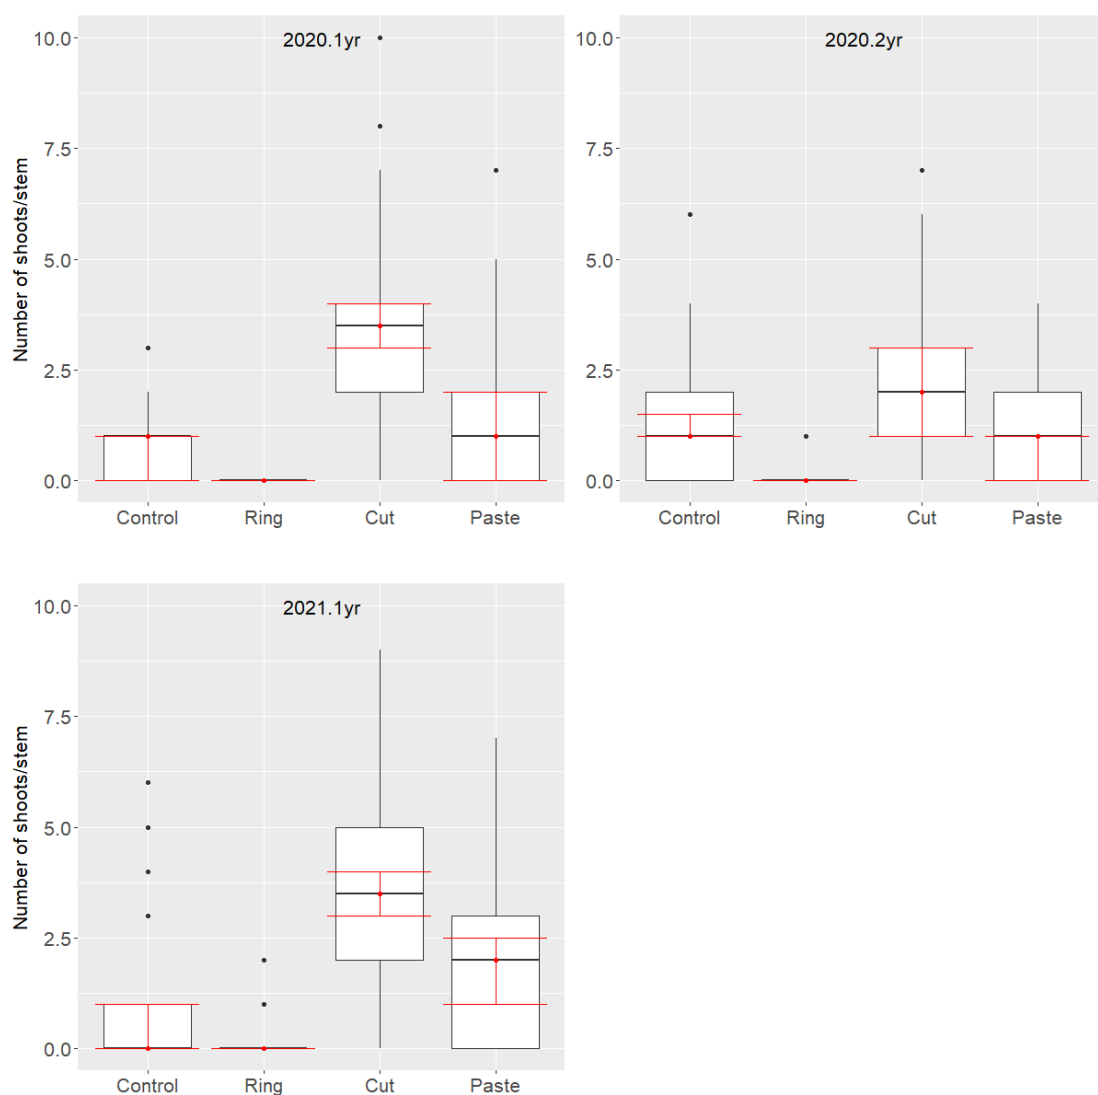 2020.1yr
10.0
7.5
5.0
2.5
0.0
Number of shoots/stem
Control Ring Cut Paste
2020.2yr
10.0
7.5
5.0
2.5
0.0
Control Ring Cut Paste
2021.1yr
10.0
7.5
5.0
2.5
0.0
Number of shoots/stem
Control Ring Cut Paste